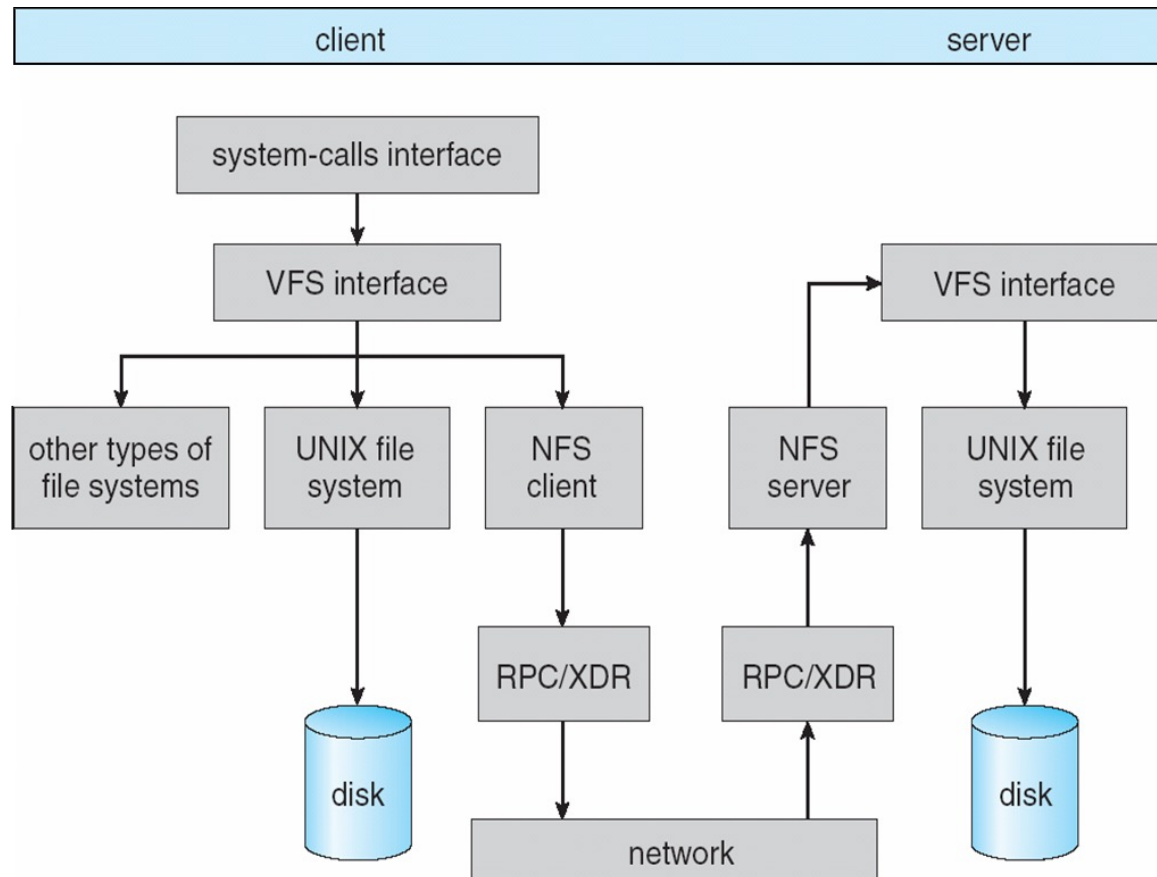 client
server
system-calls interface
VFS interface
VFS interface
other types of
file systems
UNIX file
system
NFS
client
NFS
server
UNIX file
system
RPC/XDR
RPC/XDR
disk
disk
network